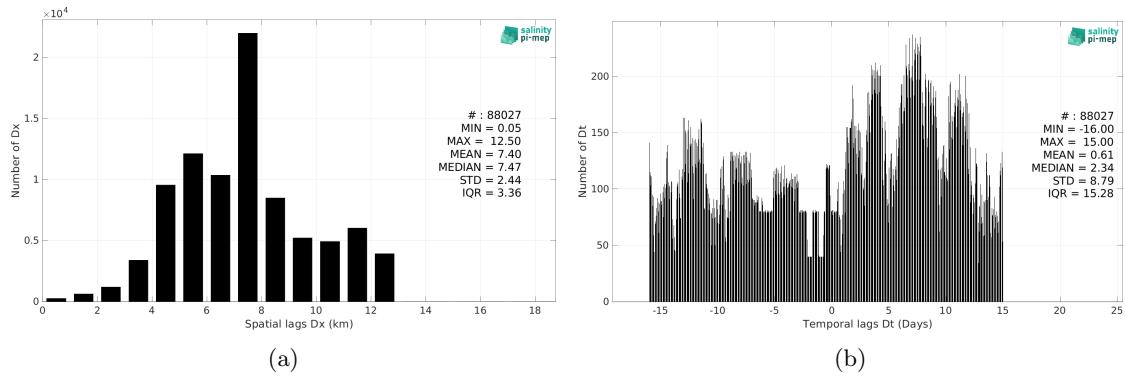 ×10⁴
2
1.5
1
0.5
0
Number of Dx
0 2 4 6 8 10 12 14 16 18
Spatial lags Dx (km)
salinity
pi-mep
# : 88027
MIN = 0.05
MAX = 12.50
MEAN = 7.40
MEDIAN = 7.47
STD = 2.44
IQR = 3.36
(a)
200
150
100
50
0
Number of Dt
-15 -10 -5 0 5 10 15 20 25
Temporal lags Dt (Days)
salinity
pi-mep
# : 88027
MIN = -16.00
MAX = 15.00
MEAN = 0.61
MEDIAN = 2.34
STD = 8.79
IQR = 15.28
(b)